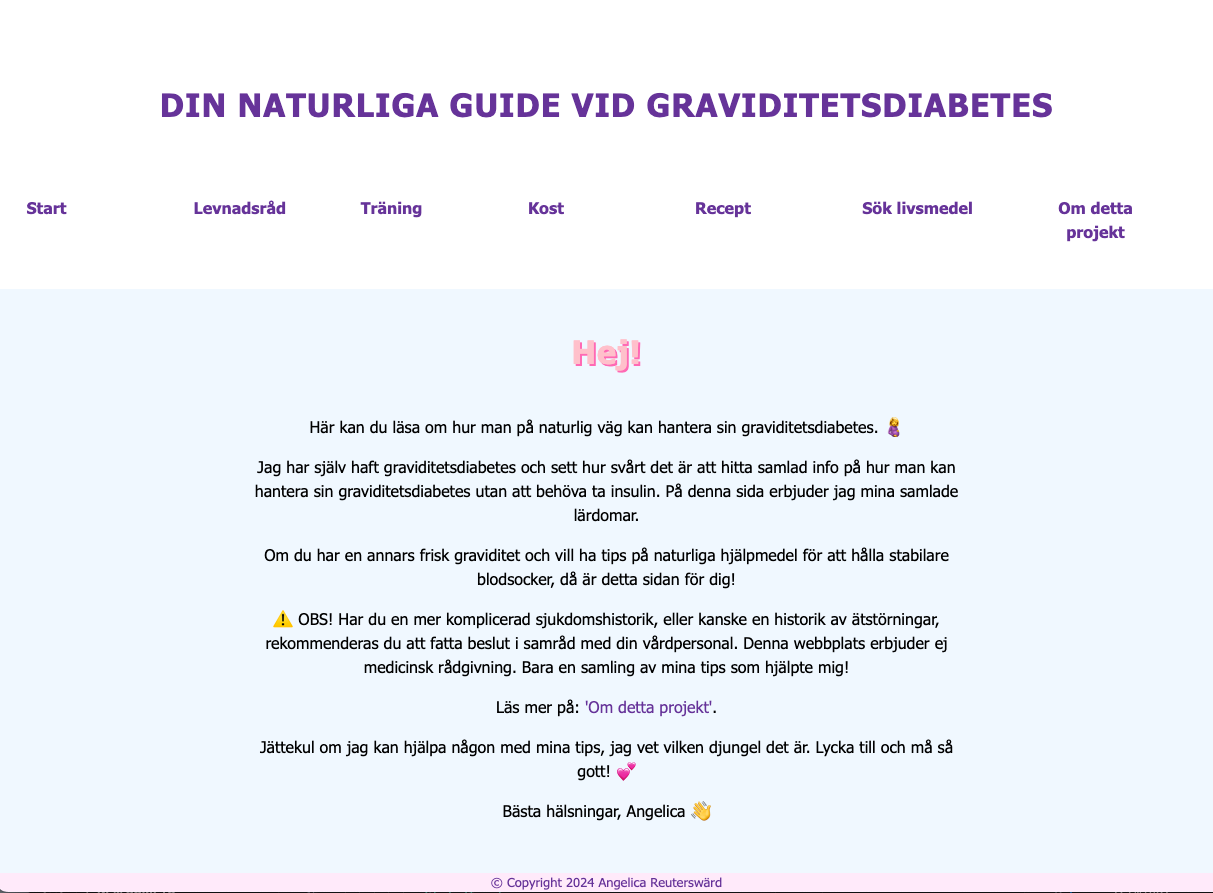 DIN NATURLIGA GUIDE VID GRAVIDITETSDIABETES
Start
Levnadsråd
Träning
Kost
Recept
Sök livsmedel
Om detta
projekt
Hej!
Här kan du läsa om hur man på naturlig väg kan hantera sin graviditetsdiabetes. 🤰
Jag har själv haft graviditetsdiabetes och sett hur svårt det är att hitta samlad info på hur man kan
hantera sin graviditetsdiabetes utan att behöva ta insulin. På denna sida erbjuder jag mina samlade
lärdomar.
Om du har en annars frisk graviditet och vill ha tips på naturliga hjälpmedel för att hålla stabilare
blodsocker, då är detta sidan för dig!
⚠️ OBS! Har du en mer komplicerad sjukdomshistorik, eller kanske en historik av ätstörningar,
rekommenderas du att fatta beslut i samråd med din vårdpersonal. Denna webbplats erbjuder ej
medicinsk rådgivning. Bara en samling av mina tips som hjälpte mig!
Läs mer på: 'Om detta projekt'.
Jättekul om jag kan hjälpa någon med mina tips, jag vet vilken djungel det är. Lycka till och må så
gott! 💕
Bästa hälsningar, Angelica 👋
© Copyright 2024 Angelica Reuterswärd